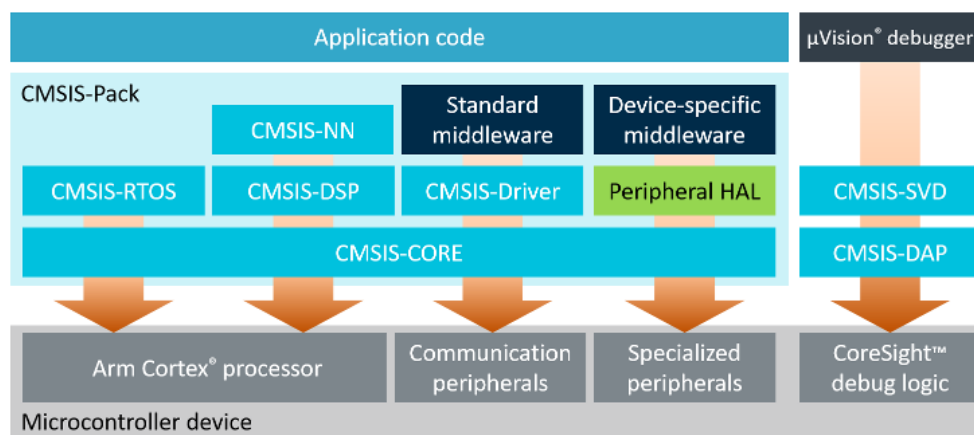 Application code
µVision® debugger
CMSIS-Pack
CMSIS-NN
Standard
middleware
Device-specific
middleware
CMSIS-RTOS
CMSIS-DSP
CMSIS-Driver
Peripheral HAL
CMSIS-SVD
CMSIS-CORE
CMSIS-DAP
Arm Cortex® processor
Communication
peripherals
Specialized
peripherals
CoreSight™
debug logic
Microcontroller device